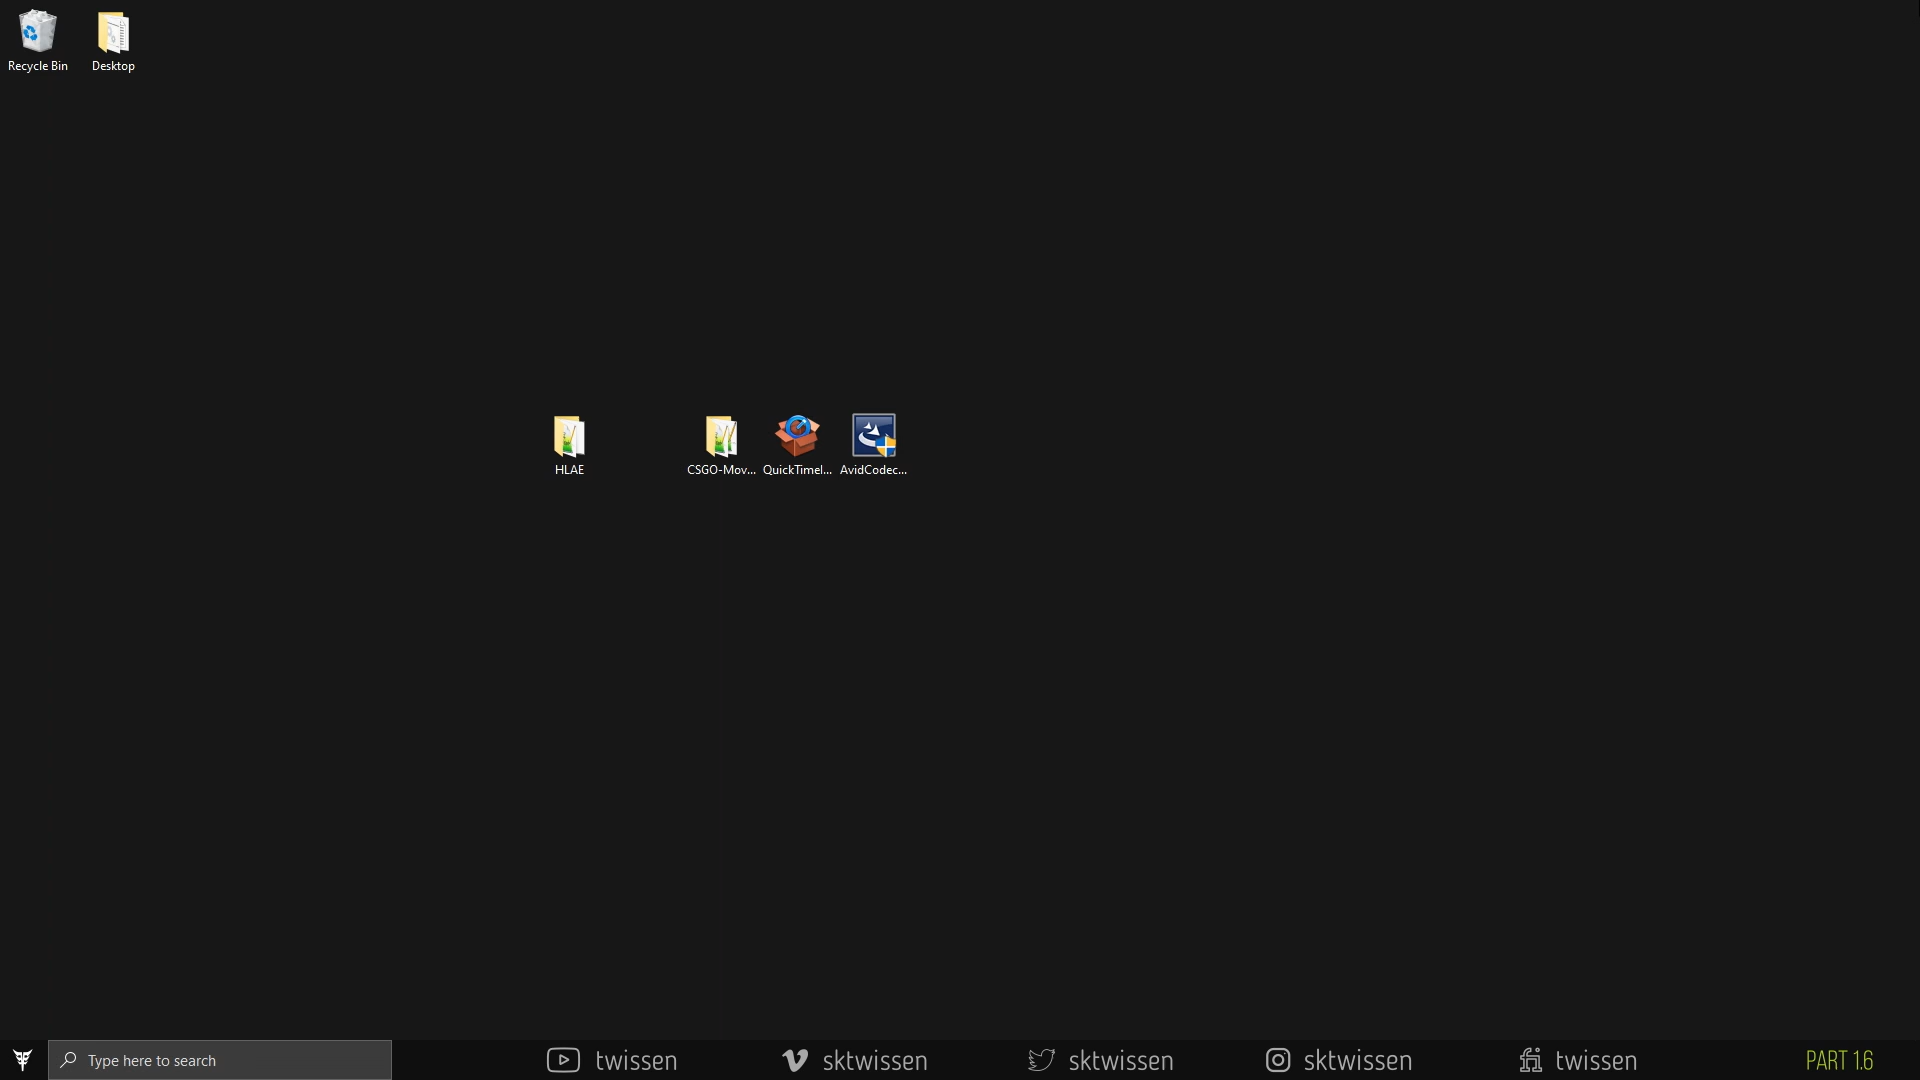 Recycle Bin
Desktop
HLAE
CSGO-Mov...
QuickTimeI...
AvidCodec...
Type here to search
twissen
sktwissen
sktwissen
sktwissen
twissen
PART 1.6